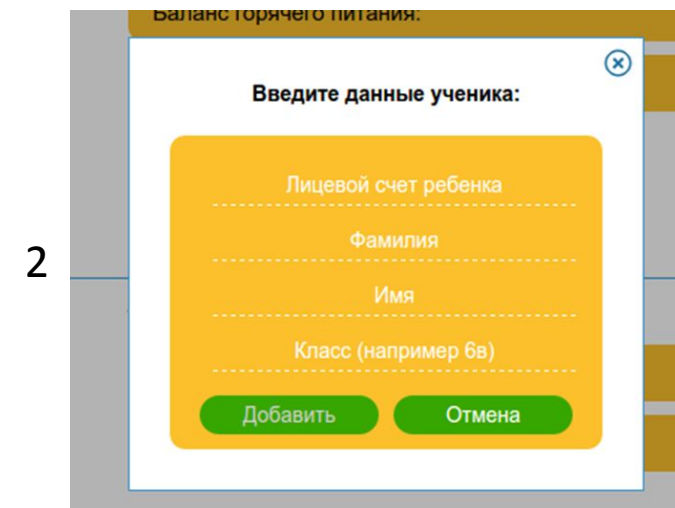 Баланс горячего питания:
Введите данные ученика:
Лицевой счет ребенка
Фамилия
2
Имя
Класс (например 6в)
Добавить Отмена